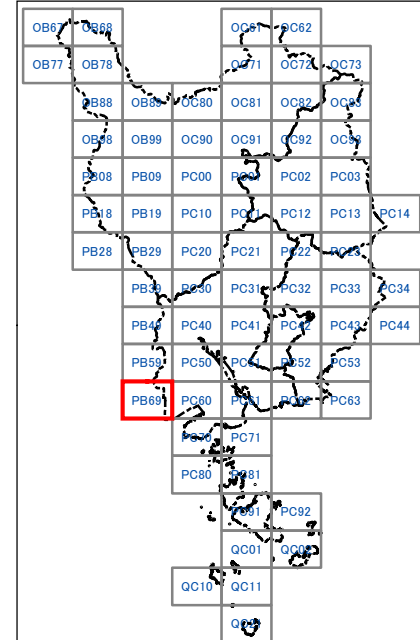 OB67 OB68 OC61 OC62
OB77 OB78 OC71 OC72 OC73
OB88 OB89 OC80 OC81 OC82 OC83
OB98 OB99 OC90 OC91 OC92 OC93
PB08 PB09 PC00 PC01 PC02 PC03
PB18 PB19 PC10 PC11 PC12 PC13 PC14
PB28 PB29 PC20 PC21 PC22 PC23
PB39 PC30 PC31 PC32 PC33 PC34
PB49 PC40 PC41 PC42 PC43 PC44
PB59 PC50 PC51 PC52 PC53
PB69 PC60 PC61 PC62 PC63
PC70 PC71
PC80 PC81
PC91 PC92
QC01 QC02
QC10 QC11
QC21